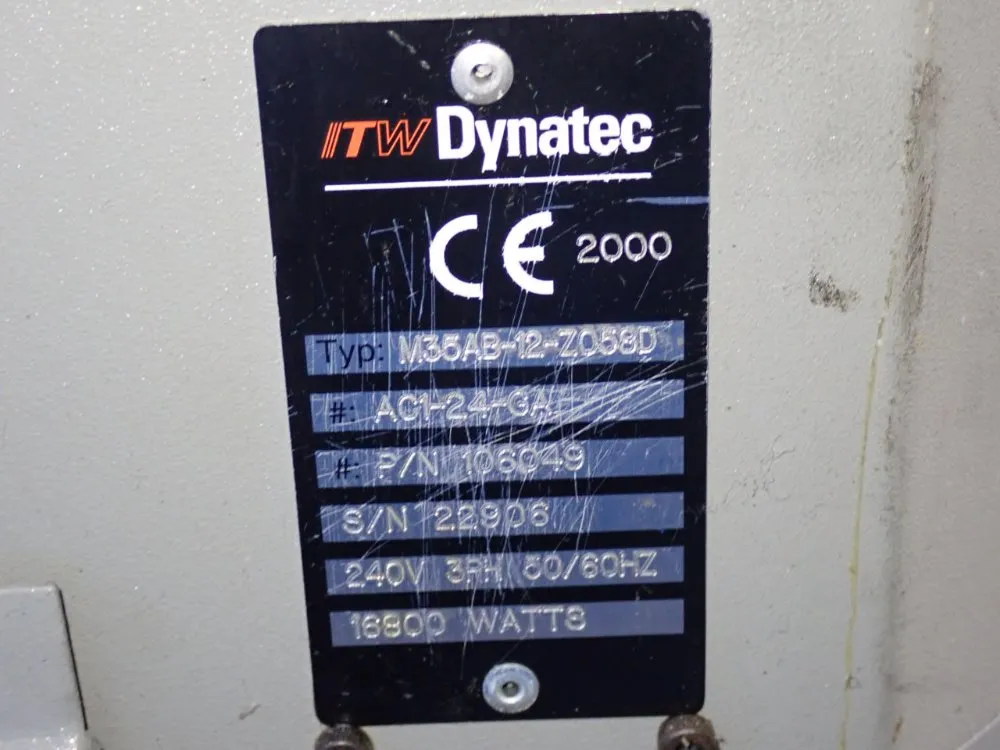 ITW Dynatec
CE 2000
Typ: M35AB-12-Z058D
#: AC1-24-GA
#: P/N 106049
S/N 22906
240V 3PH 50/60HZ
16800 WATTS